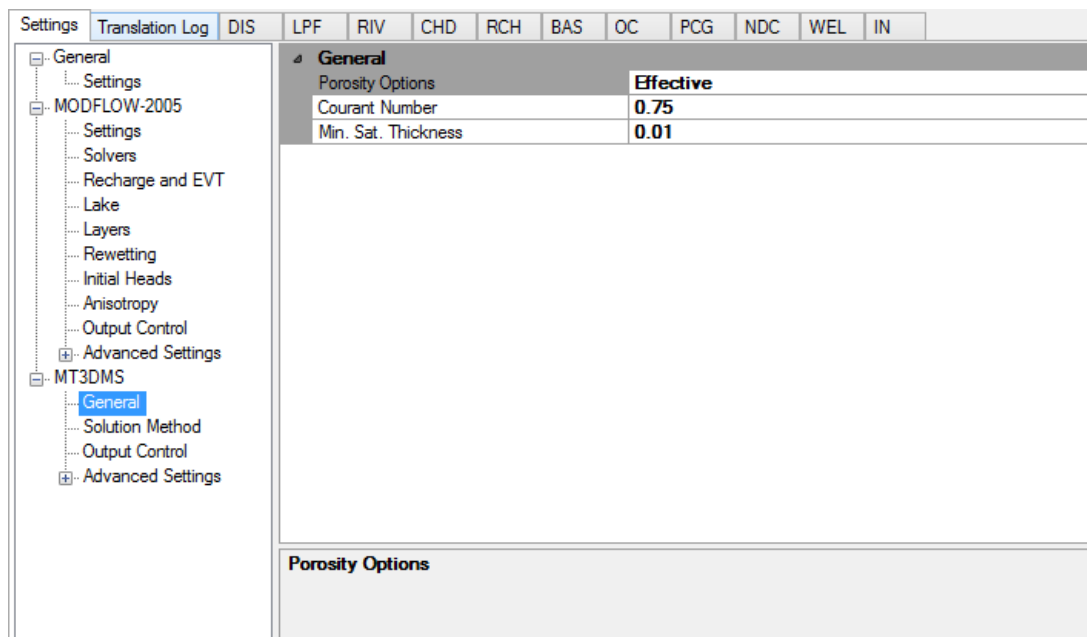 Settings Translation Log DIS LPF RIV CHD RCH BAS OC PCG NDC WEL IN
General
Settings
MODFLOW-2005
Settings
Solvers
Recharge and EVT
Lake
Layers
Rewetting
Initial Heads
Anisotropy
Output Control
Advanced Settings
MT3DMS
General
Solution Method
Output Control
Advanced Settings
General
Porosity Options Effective
Courant Number 0.75
Min. Sat. Thickness 0.01
Porosity Options